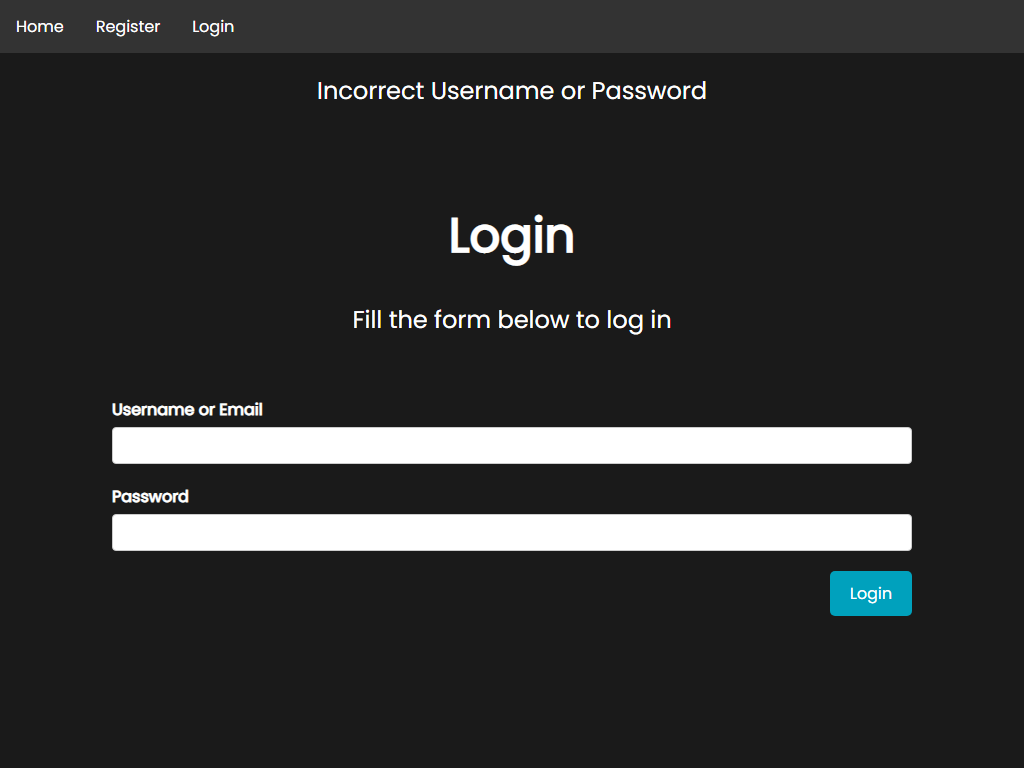 Home Register Login
Incorrect Username or Password
Login
Fill the form below to log in
Username or Email
Password
Login